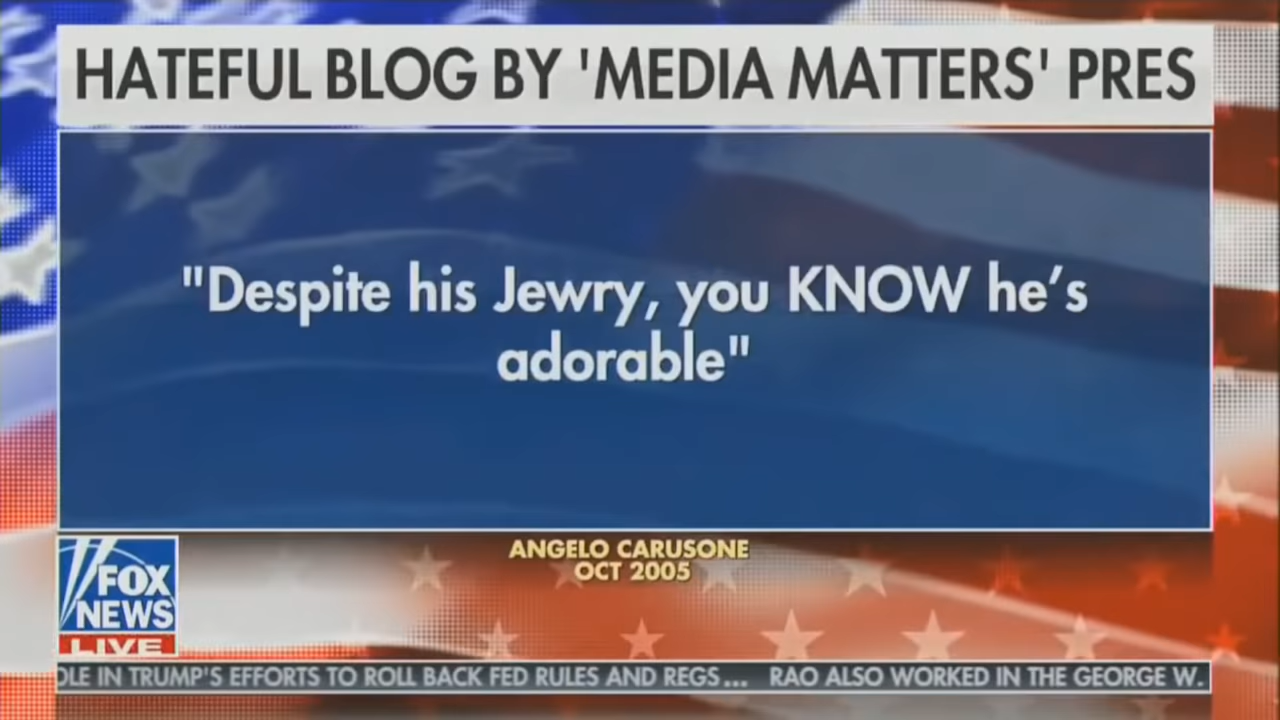 HATEFUL BLOG BY 'MEDIA MATTERS' PRES
"Despite his Jewry, you KNOW he’s
adorable"
ANGELO CARUSONE
OCT 2005
FOX
NEWS
LIVE
OLE IN TRUMP'S EFFORTS TO ROLL BACK FED RULES AND REGS... RAO ALSO WORKED IN THE GEORGE W.